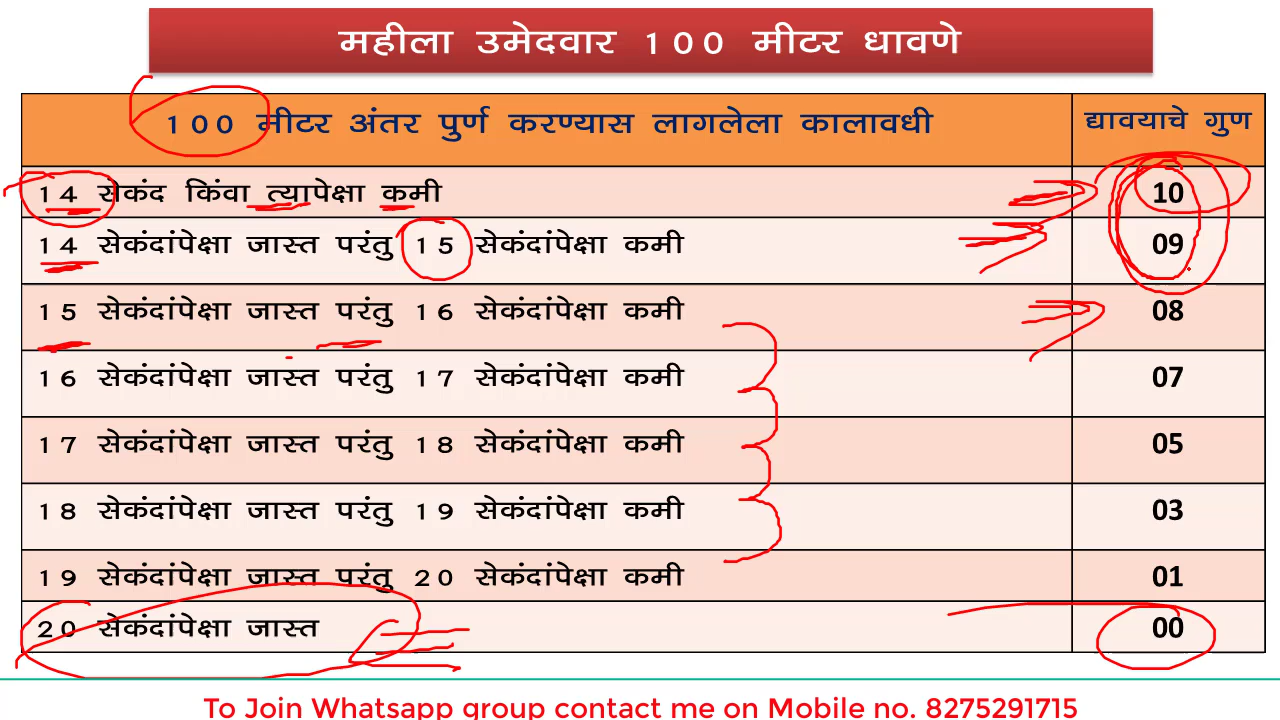 महीला उमेदवार 100 मीटर धावणे
100 मीटर अंतर पुर्ण करण्यास लागलेला कालावधी द्यावयाचे गुण
14 सेकंद किंवा त्यापेक्षा कमी 10
14 सेकंदांपेक्षा जास्त परंतु 15 सेकंदांपेक्षा कमी 09
15 सेकंदांपेक्षा जास्त परंतु 16 सेकंदांपेक्षा कमी 08
16 सेकंदांपेक्षा जास्त परंतु 17 सेकंदांपेक्षा कमी 07
17 सेकंदांपेक्षा जास्त परंतु 18 सेकंदांपेक्षा कमी 05
18 सेकंदांपेक्षा जास्त परंतु 19 सेकंदांपेक्षा कमी 03
19 सेकंदांपेक्षा जास्त परंतु 20 सेकंदांपेक्षा कमी 01
20 सेकंदांपेक्षा जास्त 00
To Join Whatsapp group contact me on Mobile no. 8275291715